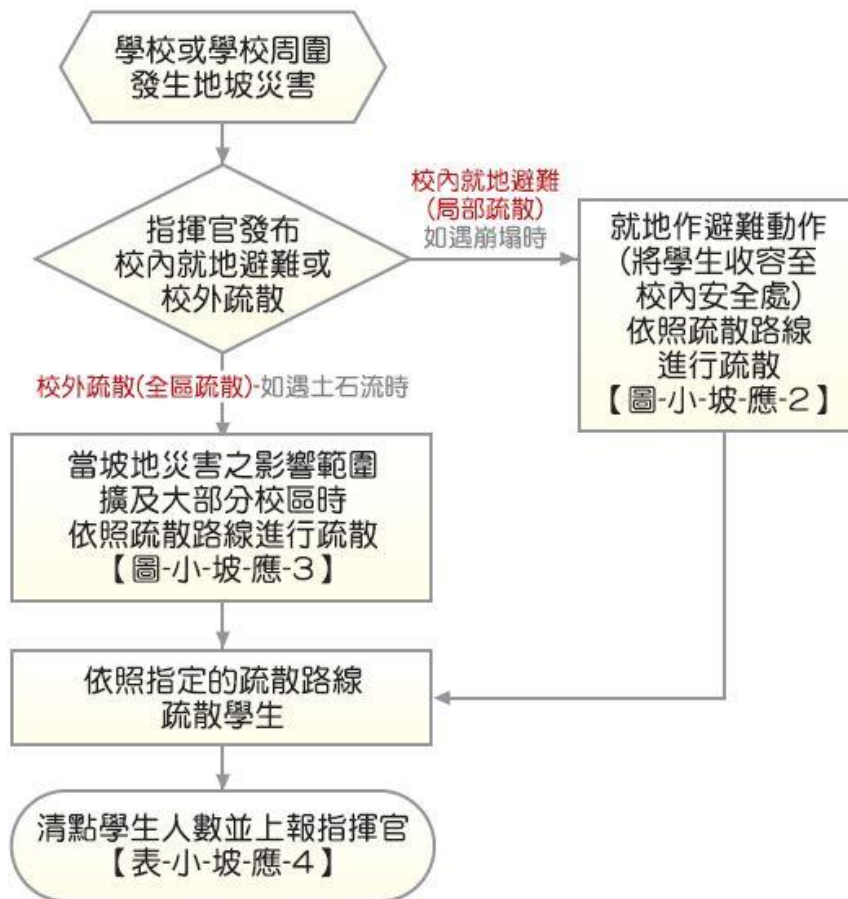 學校或學校周圍
發生地坡災害
指揮官發布
校內就地避難或
校外疏散
校內就地避難
(局部疏散)
如遇崩塌時
就地作避難動作
(將學生收容至
校內安全處)
依照疏散路線
進行疏散
【圖-小-坡-應-2】
校外疏散(全區疏散)-如遇土石流時
當坡地災害之影響範圍
擴及大部分校區時
依照疏散路線進行疏散
【圖-小-坡-應-3】
依照指定的疏散路線
疏散學生
清點學生人數並上報指揮官
【表-小-坡-應-4】